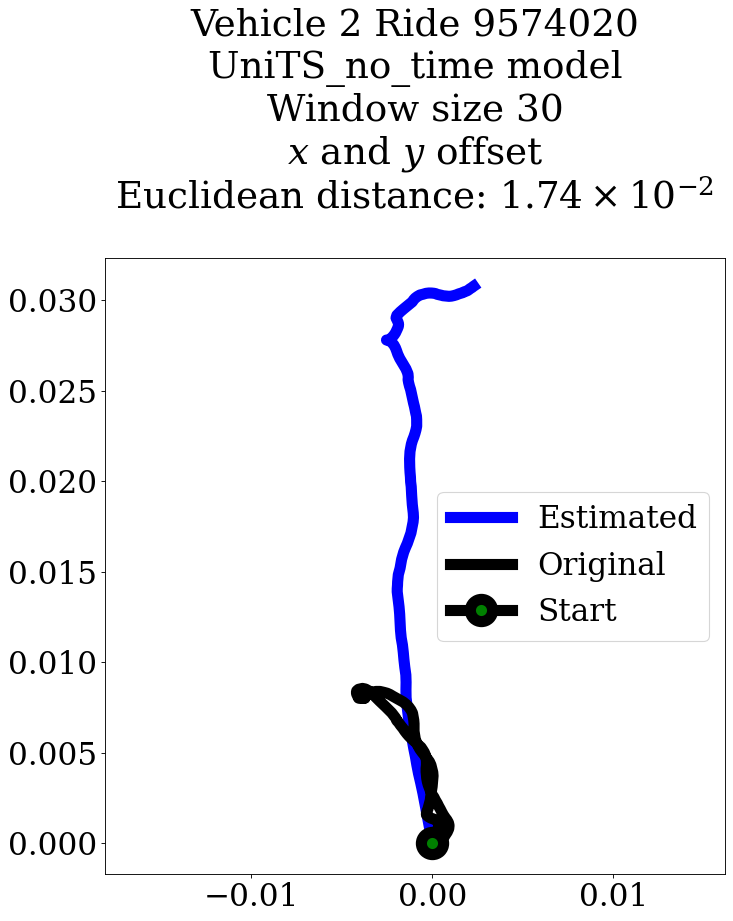 Vehicle 2 Ride 9574020
UniTS_no_time model
Window size 30
x and y offset
Euclidean distance: 1.74 × 10⁻²
0.030
0.025
0.020
0.015
0.010
0.005
0.000
Estimated
Original
Start
−0.01
0.00
0.01